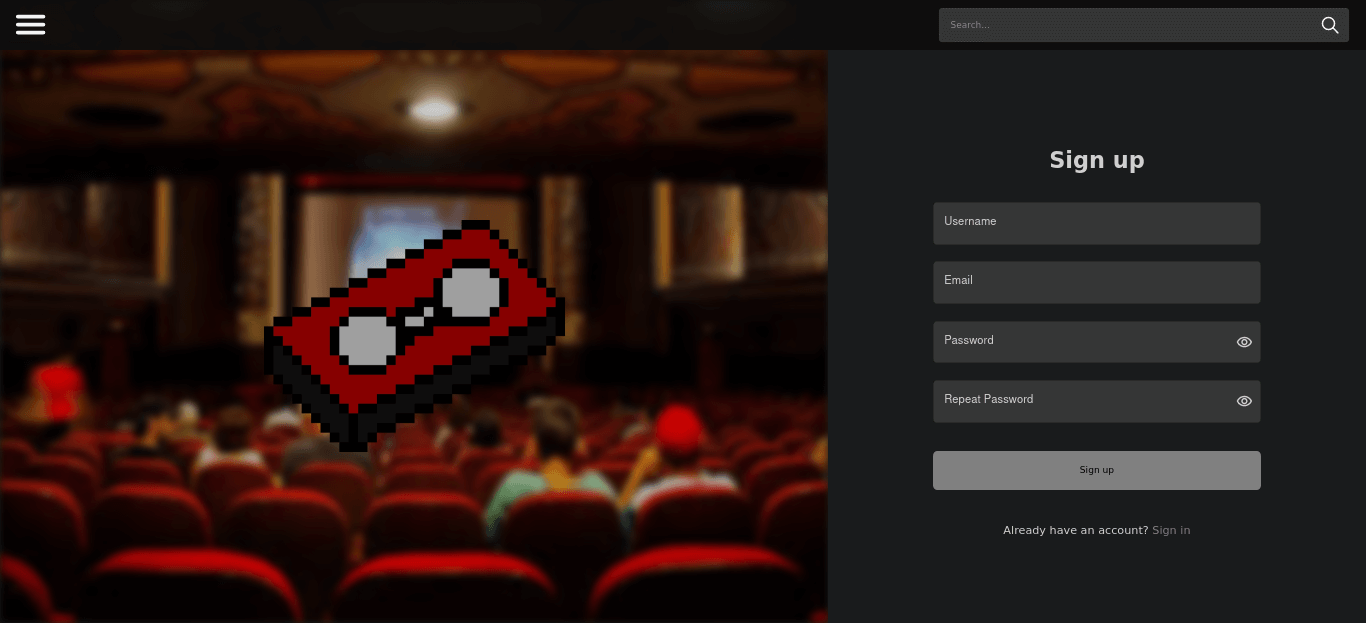 Search...
Sign up
Username
Email
Password
Repeat Password
Sign up
Already have an account? Sign in